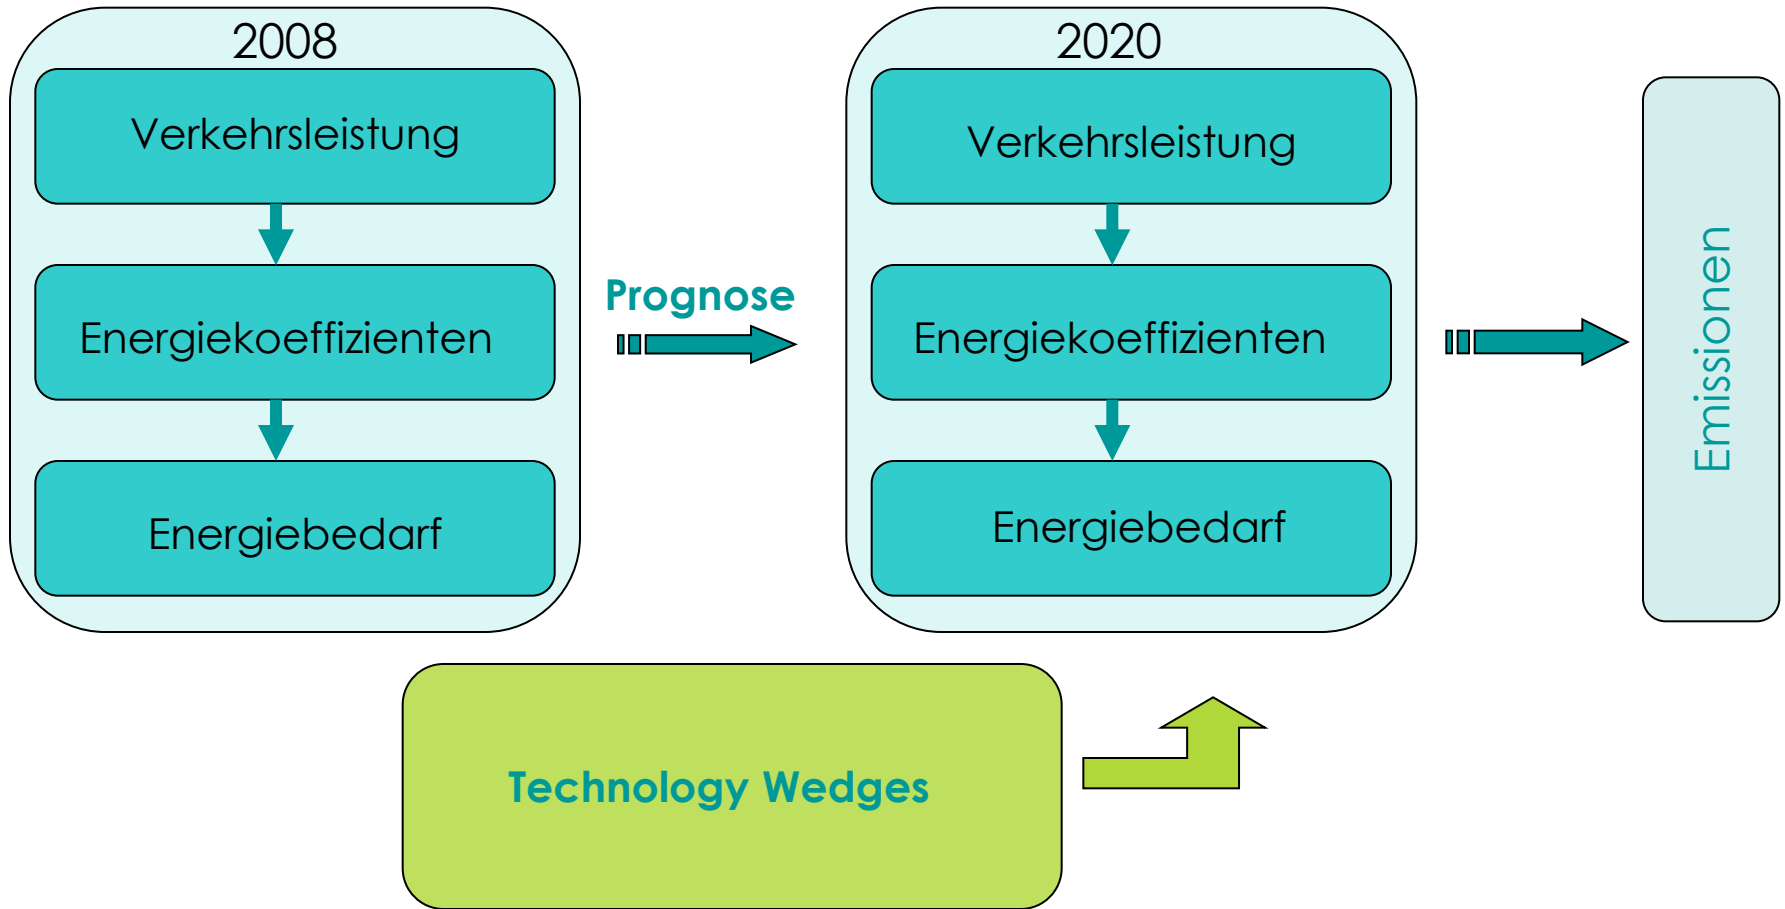 2008
Verkehrsleistung
Energiekoeffizienten
Energiebedarf
Prognose
2020
Verkehrsleistung
Energiekoeffizienten
Energiebedarf
Emissionen
Technology Wedges